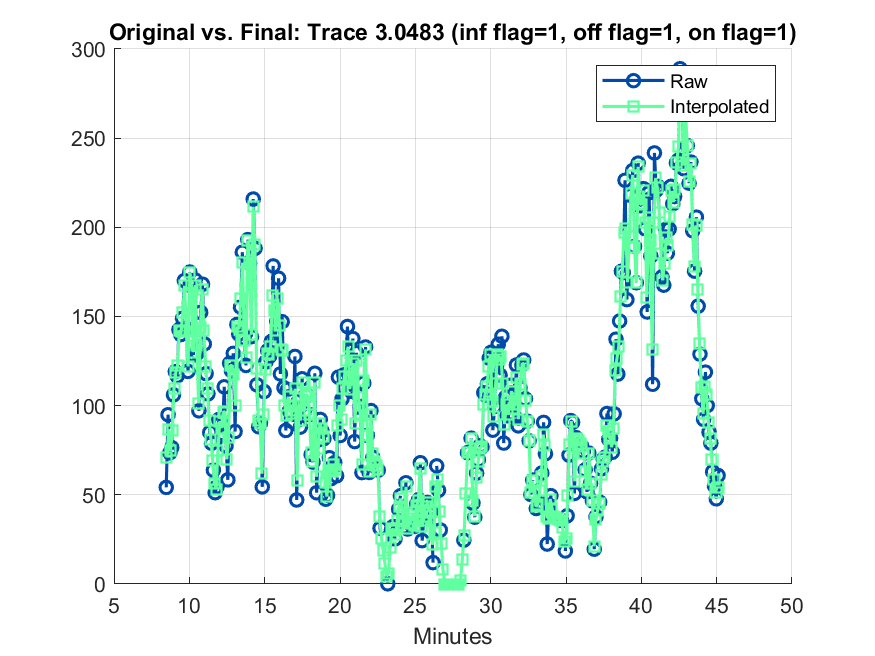 Original vs. Final: Trace 3.0483 (inf flag=1, off flag=1, on flag=1)
300
250
200
150
100
50
0
Raw
Interpolated
5 10 15 20 25 30 35 40 45 50
Minutes